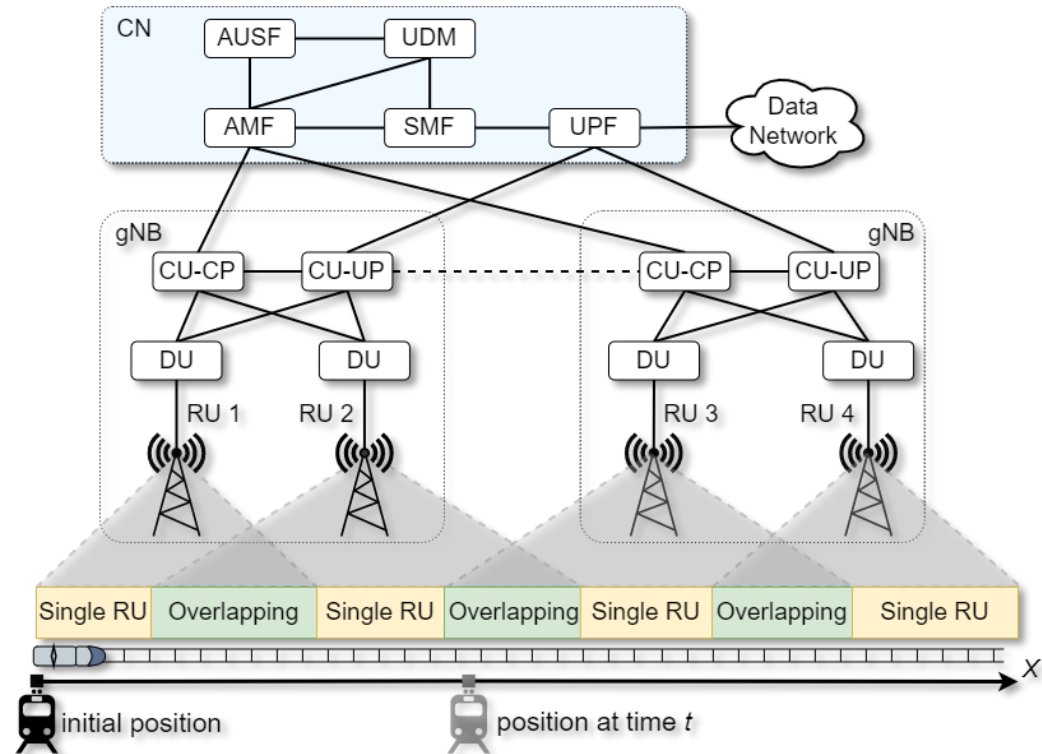 CN
AUSF
UDM
AMF
SMF
UPF
Data
Network
gNB
gNB
CU-CP
CU-UP
CU-CP
CU-UP
DU
DU
DU
DU
RU 1
RU 2
RU 3
RU 4
Single RU
Overlapping
Single RU
Overlapping
Single RU
Overlapping
Single RU
X
initial position
position at time t